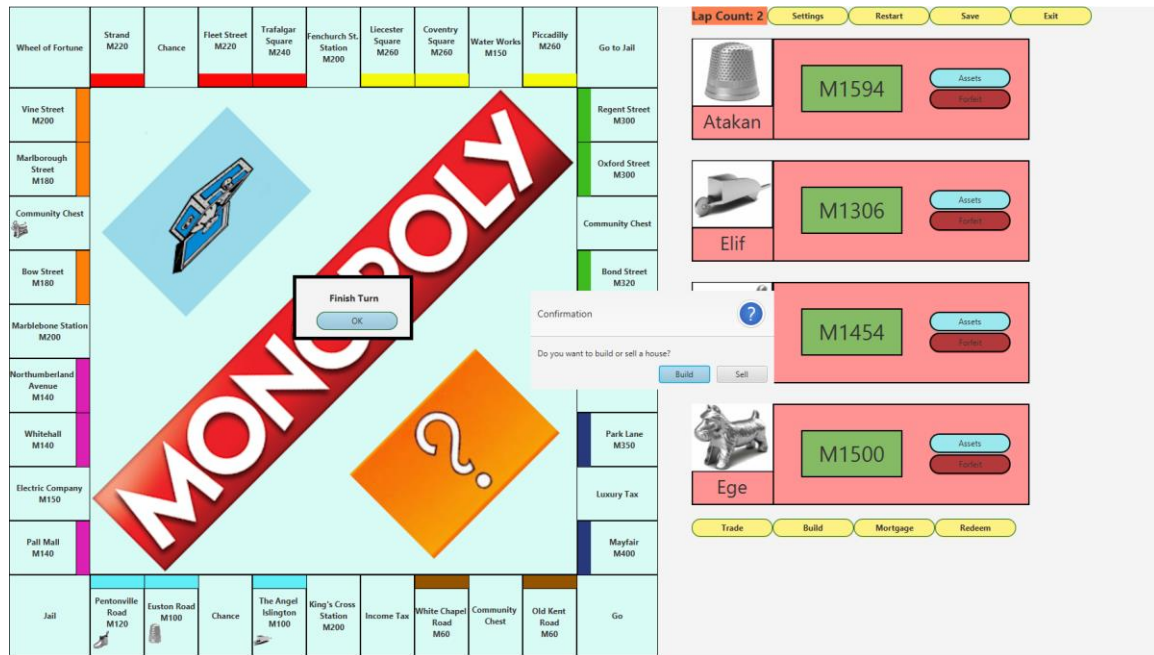 Wheel of Fortune
Strand
M220
Chance
Fleet Street
M220
Trafalgar
Square
M240
Fenchurch St.
Station
M200
Liecester
Square
M260
Coventry
Square
M260
Water Works
M150
Piccadilly
M260
Go to Jail
Vine Street
M200
Marlborough
Street
M180
Community Chest
Bow Street
M180
Marblebone Station
M200
Northumberland
Avenue
M140
Whitehall
M140
Electric Company
M150
Pall Mall
M140
MONOPOLY
Finish Turn
OK
?
Regent Street
M300
Oxford Street
M300
Community Chest
Bond Street
M320
Park Lane
M350
Luxury Tax
Mayfair
M400
Jail
Pentonville
Road
M120
Euston Road
M100
Chance
The Angel
Islington
M100
King's Cross
Station
M200
Income Tax
White Chapel
Road
M60
Community
Chest
Old Kent
Road
M60
Go
Confirmation
?
Do you want to build or sell a house?
Build Sell
Lap Count: 2 Settings Restart Save Exit
M1594
Assets
Forfeit
Atakan
M1306
Assets
Forfeit
Elif
M1454
Assets
Forfeit
M1500
Assets
Forfeit
Ege
Trade Build Mortgage Redeem